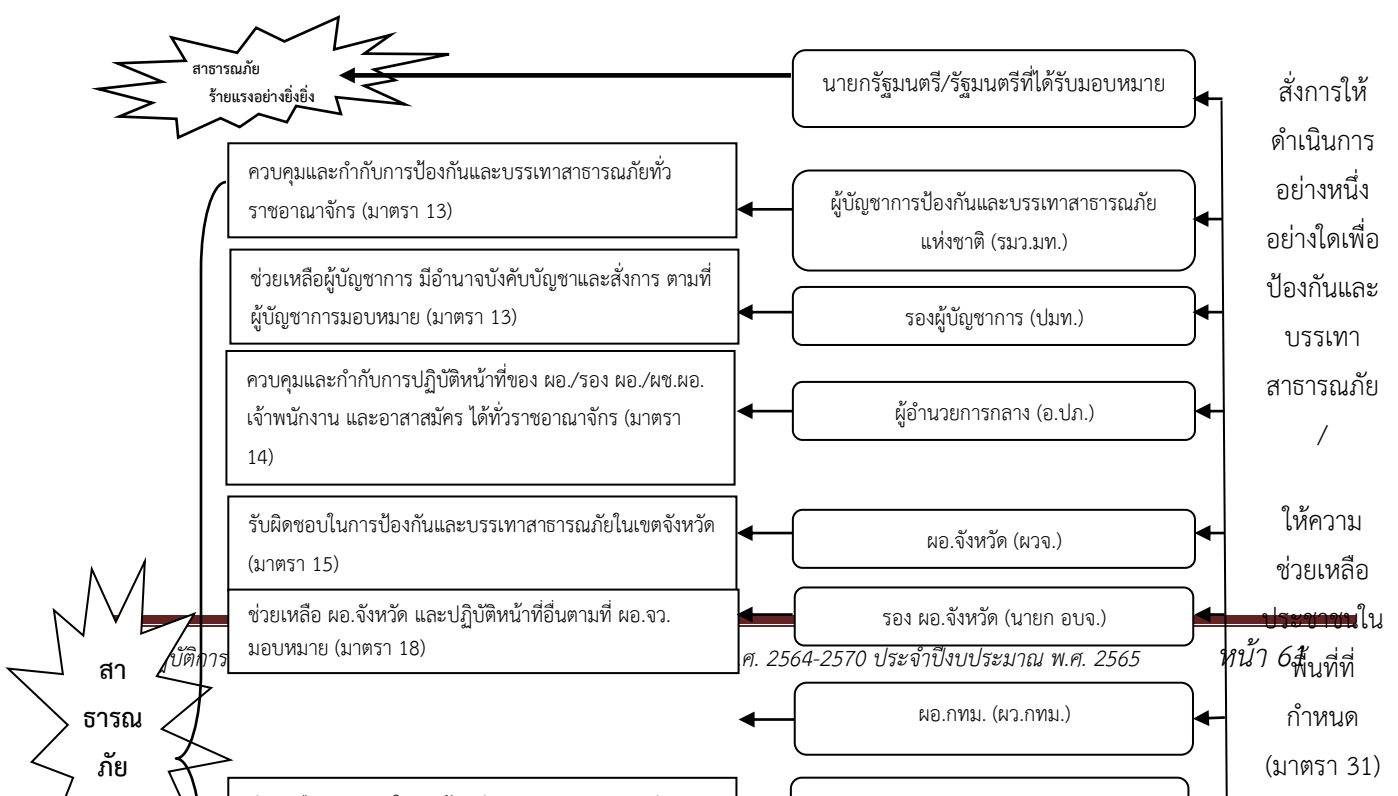 สาธารณภัย
ร้ายแรงอย่างยิ่งยิ่ง
นายกรัฐมนตรี/รัฐมนตรีที่ได้รับมอบหมาย
ควบคุมและกำกับการป้องกันและบรรเทาสาธารณภัยทั่ว
ราชอาณาจักร (มาตรา 13)
ผู้บัญชาการป้องกันและบรรเทาสาธารณภัย
แห่งชาติ (รมว.มท.)
ช่วยเหลือผู้บัญชาการ มีอำนาจบังคับบัญชาและสั่งการ ตามที่
ผู้บัญชาการมอบหมาย (มาตรา 13)
รองผู้บัญชาการ (ปมท.)
ควบคุมและกำกับการปฏิบัติหน้าที่ของ ผอ./รอง ผอ./ผช.ผอ.
เจ้าพนักงาน และอาสาสมัคร ได้ทั่วราชอาณาจักร (มาตรา
14)
ผู้อำนวยการกลาง (อ.ปภ.)
รับผิดชอบในการป้องกันและบรรเทาสาธารณภัยในเขตจังหวัด
(มาตรา 15)
ผอ.จังหวัด (ผวจ.)
ช่วยเหลือ ผอ.จังหวัด และปฏิบัติหน้าที่อื่นตามที่ ผอ.จว.
มอบหมาย (มาตรา 18)
รอง ผอ.จังหวัด (นายก อบจ.)
ผอ.กทม. (ผว.กทม.)
สั่งการให้
ดำเนินการ
อย่างหนึ่ง
อย่างใดเพื่อ
ป้องกันและ
บรรเทา
สาธารณภัย
/
ให้ความ
ช่วยเหลือ
ประชาชนใน
พื้นที่ที่
กำหนด
(มาตรา 31)
สา
ธารณ
ภัย
บัติการ
.ศ. 2564-2570 ประจำปีงบประมาณ พ.ศ. 2565
หน้า 61